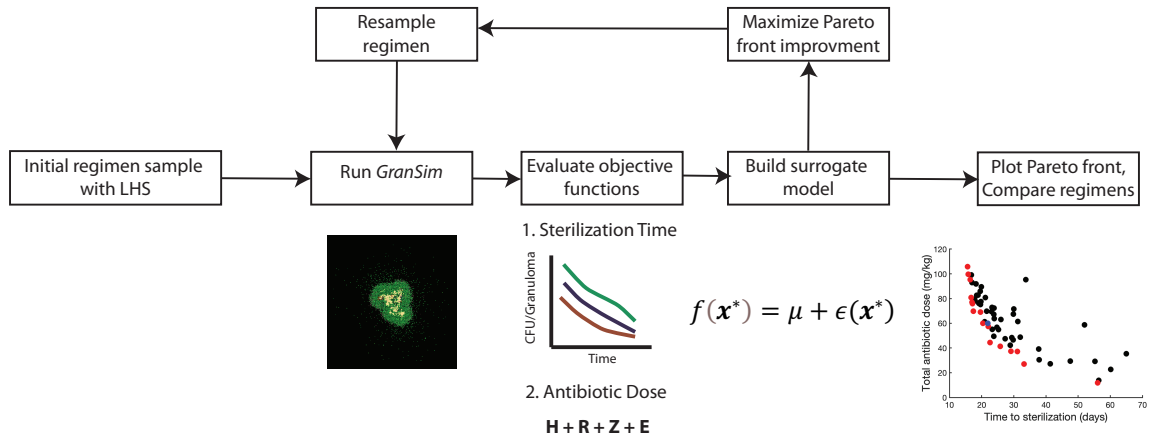 Resample
regimen
Maximize Pareto
front improvment
Initial regimen sample
with LHS
Run GranSim
Evaluate objective
functions
Build surrogate
model
Plot Pareto front,
Compare regimens
1. Sterilization Time
CFU/Granuloma
Time
2. Antibiotic Dose
H + R + Z + E
f(x*) = μ + ϵ(x*)
Total antibiotic dose (mg/kg)
120
100
80
60
40
20
0
10 20 30 40 50 60 70
Time to sterilization (days)